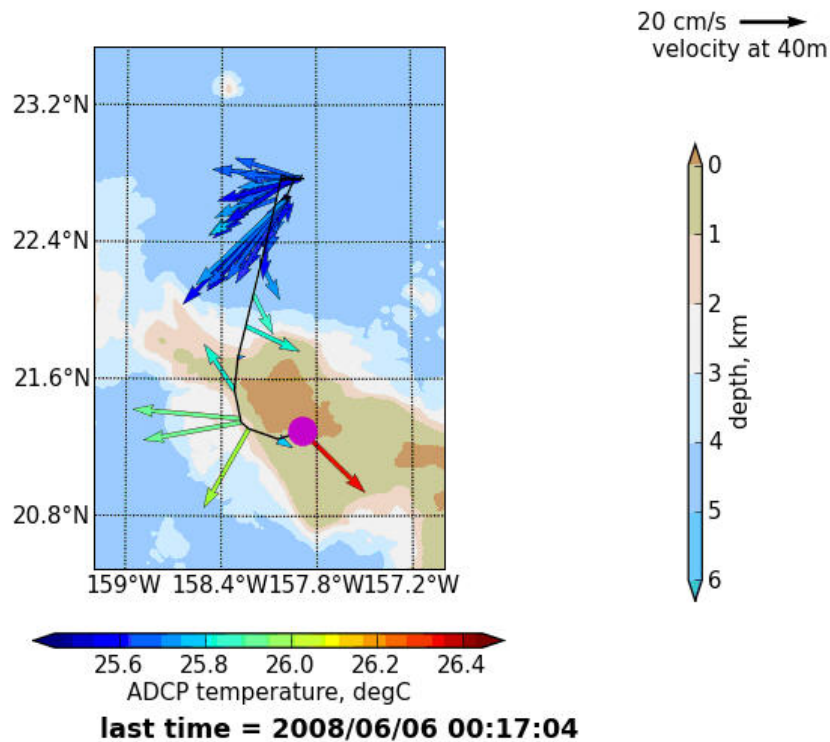 20 cm/s
velocity at 40m
23.2°N
22.4°N
21.6°N
20.8°N
159°W 158.4°W 157.8°W 157.2°W
0
1
2
3
4
5
6
depth, km
25.6 25.8 26.0 26.2 26.4
ADCP temperature, degC
last time = 2008/06/06 00:17:04